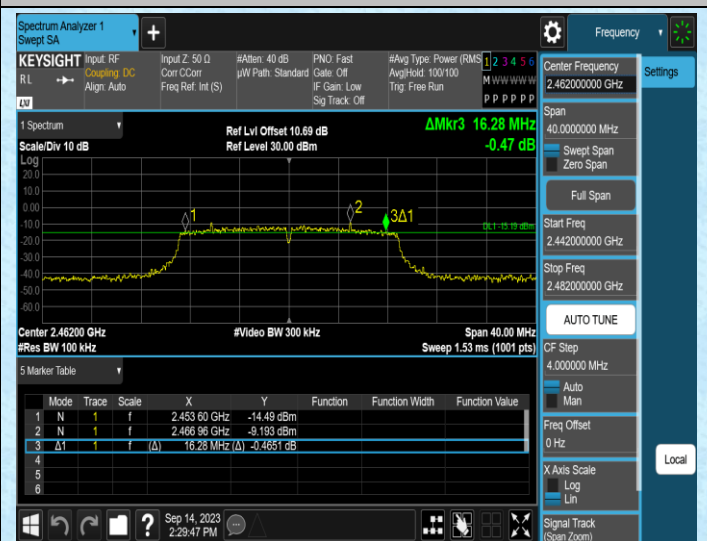 Spectrum Analyzer 1
Swept SA
+
Frequency
KEYSIGHT
RL
LXI
Input: RF
Coupling: DC
Align: Auto
Input Z: 50 Ω
Corr CCorr
Freq Ref: Int (S)
#Atten: 40 dB
µW Path: Standard
PNO: Fast
Gate: Off
IF Gain: Low
Sig Track: Off
#Avg Type: Power (RMS
Avg|Hold: 100/100
Trig: Free Run
1 2 3 4 5 6
M W W W W W
P P P P P P
Center Frequency
2.462000000 GHz
Settings
Span
40.0000000 MHz
Swept Span
Zero Span
Full Span
Start Freq
2.442000000 GHz
Stop Freq
2.482000000 GHz
AUTO TUNE
CF Step
4.000000 MHz
Auto
Man
Freq Offset
0 Hz
X Axis Scale
Log
Lin
Signal Track
(Span Zoom)
Local
1 Spectrum
Scale/Div 10 dB
Ref Lvl Offset 10.69 dB
Ref Level 30.00 dBm
ΔMkr3 16.28 MHz
-0.47 dB
Log
20.0
10.0
0.00
-10.0
-20.0
-30.0
-40.0
-50.0
-60.0
1
2
3Δ1
DL1 -15.19 dBm
Center 2.46200 GHz
#Res BW 100 kHz
#Video BW 300 kHz
Span 40.00 MHz
Sweep 1.53 ms (1001 pts)
5 Marker Table
Mode Trace Scale X Y Function Function Width Function Value
1 N 1 f 2.453 60 GHz -14.49 dBm
2 N 1 f 2.466 96 GHz -9.193 dBm
3 Δ1 1 f (Δ) 16.28 MHz (Δ) -0.4651 dB
4
5
6
?
Sep 14, 2023
2:29:47 PM